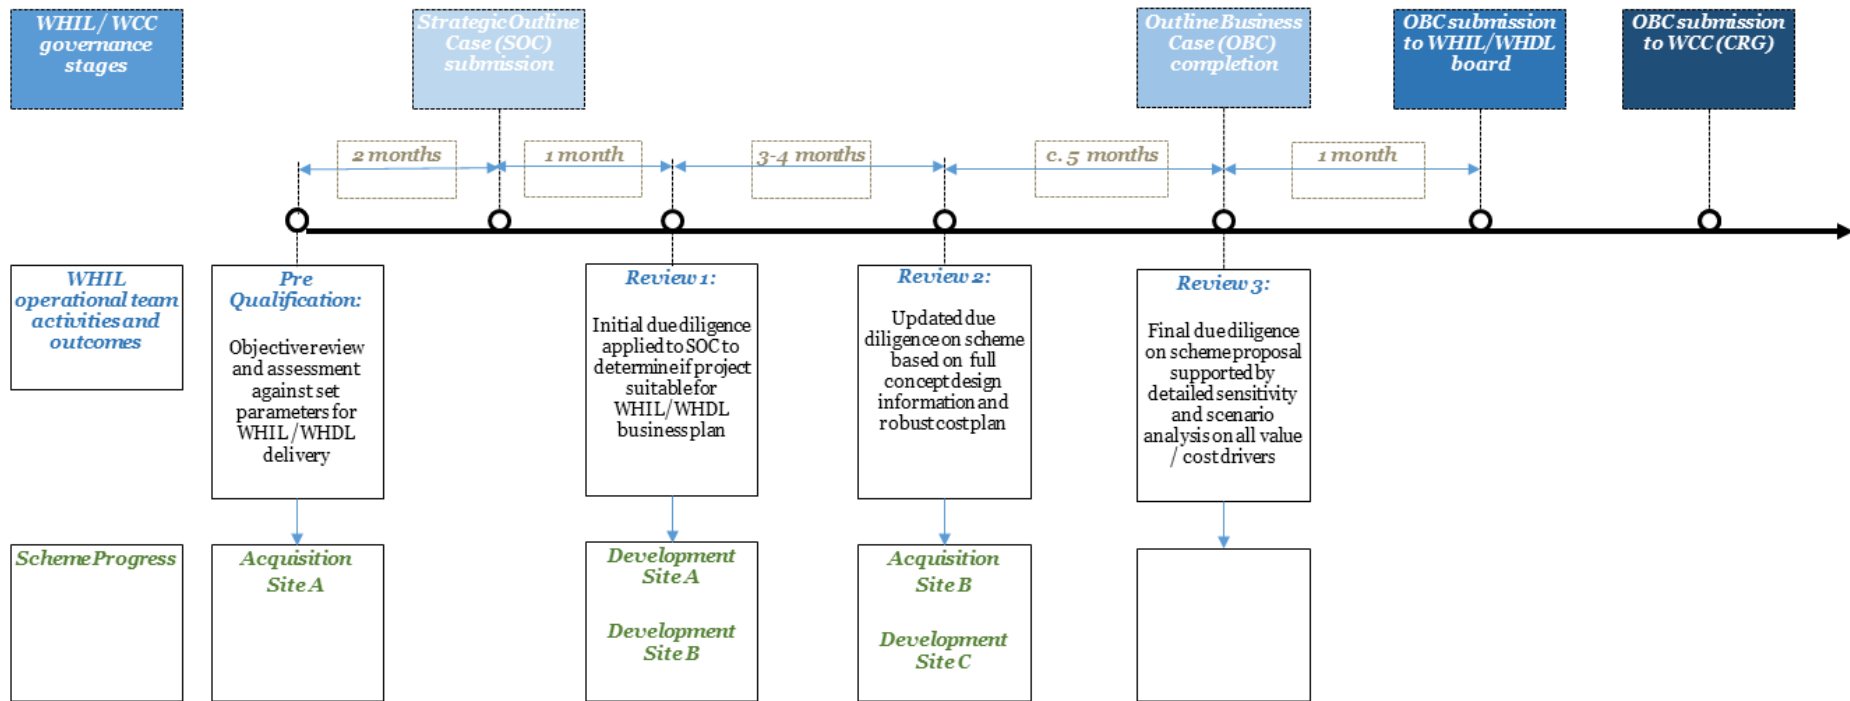 WHIL / WCC
governance
stages
Strategic Outline
Case (SOC)
submission
Outline Business
Case (OBC)
completion
OBC submission
to WHIL/WHDL
board
OBC submission
to WCC (CRG)
2 months
1 month
3-4 months
c. 5 months
1 month
WHIL
operational team
activities and
outcomes
Pre
Qualification:
Objective review
and assessment
against set
parameters for
WHIL / WHDL
delivery
Review 1:
Initial due diligence
applied to SOC to
determine if project
suitable for
WHIL/WHDL
business plan
Review 2:
Updated due
diligence on scheme
based on full
concept design
information and
robust cost plan
Review 3:
Final due diligence
on scheme proposal
supported by
detailed sensitivity
and scenario
analysis on all value
/ cost drivers
Scheme Progress
Acquisition
Site A
Development
Site A
Development
Site B
Acquisition
Site B
Development
Site C